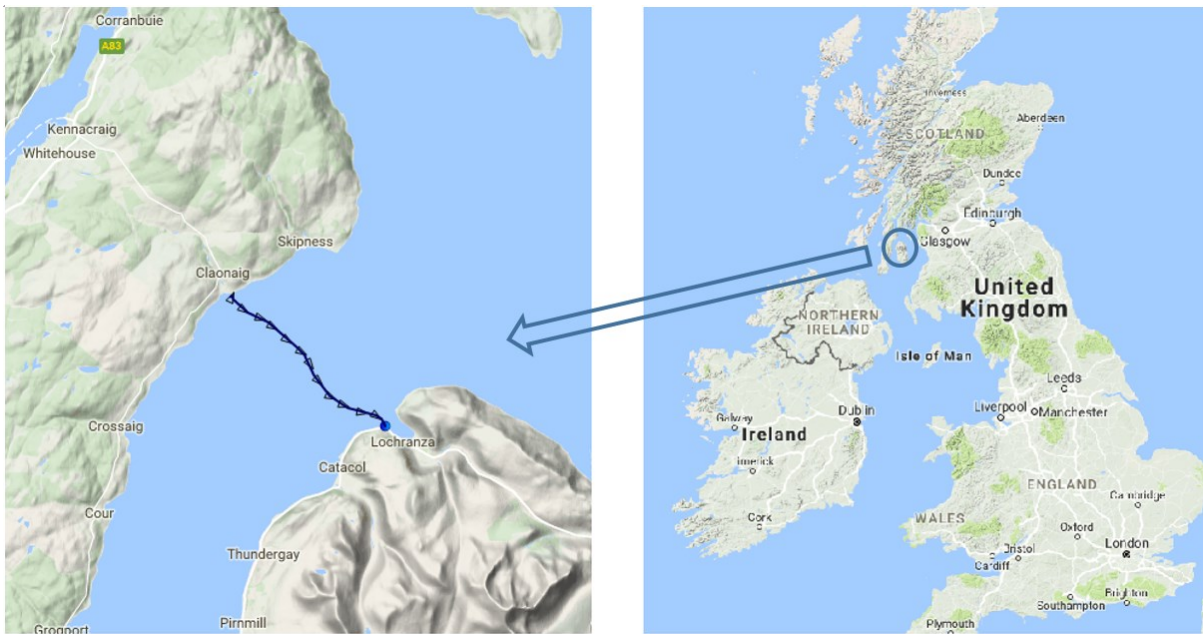 Corranbuie
A83
Kennacraig
Whitehouse
Skipness
Claonaig
Crossaig
Lochranza
Catacol
Cour
Thundergay
Pirnmill
Grogport
Inverness
Aberdeen
SCOTLAND
Dundee
Edinburgh
Glasgow
United
Kingdom
NORTHERN
IRELAND
Isle of Man
Leeds
Galway
Dublin
Liverpool
Manchester
Ireland
Limerick
ENGLAND
Cambridge
Cork
WALES
Oxford
London
Bristol
Cardiff
Brighton
Southampton
Plymouth